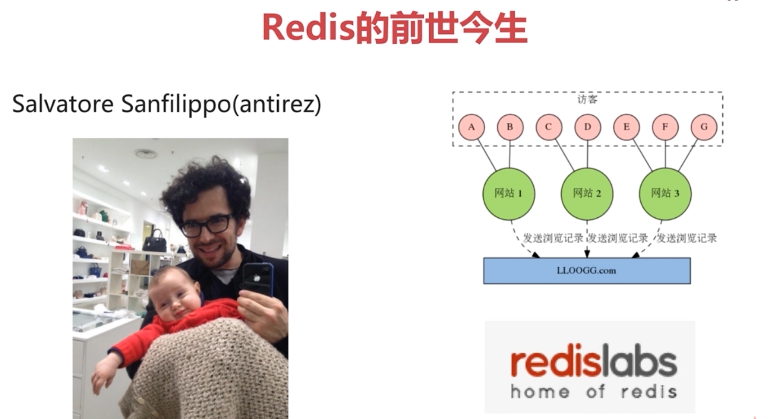 Redis的前世今生
Salvatore Sanfilippo(antirez)
访客
A B C D E F G
网站 1 网站 2 网站 3
发送浏览记录 发送浏览记录 发送浏览记录
LLOOGG.com
redislabs
home of redis